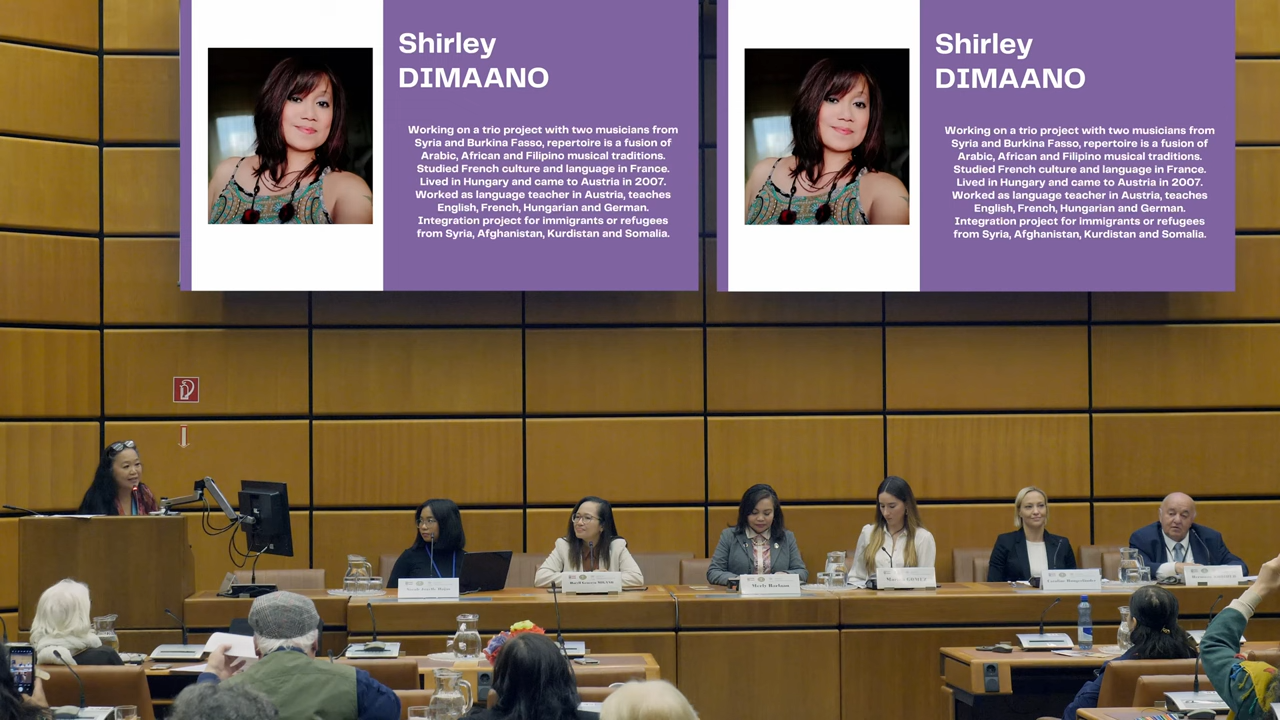 Shirley
DIMAANO
Working on a trio project with two musicians from
Syria and Burkina Fasso, repertoire is a fusion of
Arabic, African and Filipino musical traditions.
Studied French culture and language in France.
Lived in Hungary and came to Austria in 2007.
Worked as language teacher in Austria, teaches
English, French, Hungarian and German.
Integration project for immigrants or refugees
from Syria, Afghanistan, Kurdistan and Somalia.
Shirley
DIMAANO
Working on a trio project with two musicians from
Syria and Burkina Fasso, repertoire is a fusion of
Arabic, African and Filipino musical traditions.
Studied French culture and language in France.
Lived in Hungary and came to Austria in 2007.
Worked as language teacher in Austria, teaches
English, French, Hungarian and German.
Integration project for immigrants or refugees
from Syria, Afghanistan, Kurdistan and Somalia.